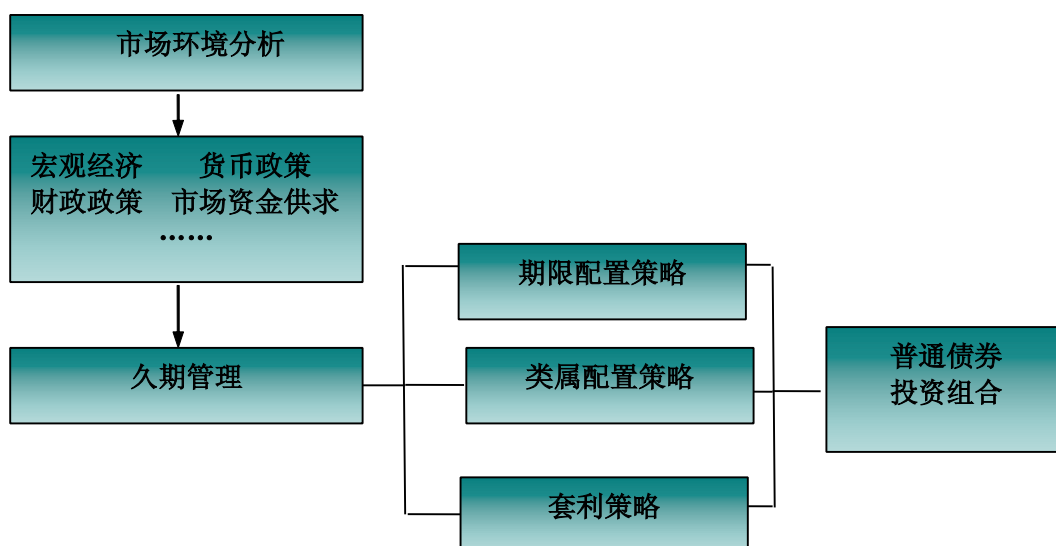 市场环境分析
宏观经济 货币政策
财政政策 市场资金供求
……
久期管理
期限配置策略
类属配置策略
套利策略
普通债券
投资组合